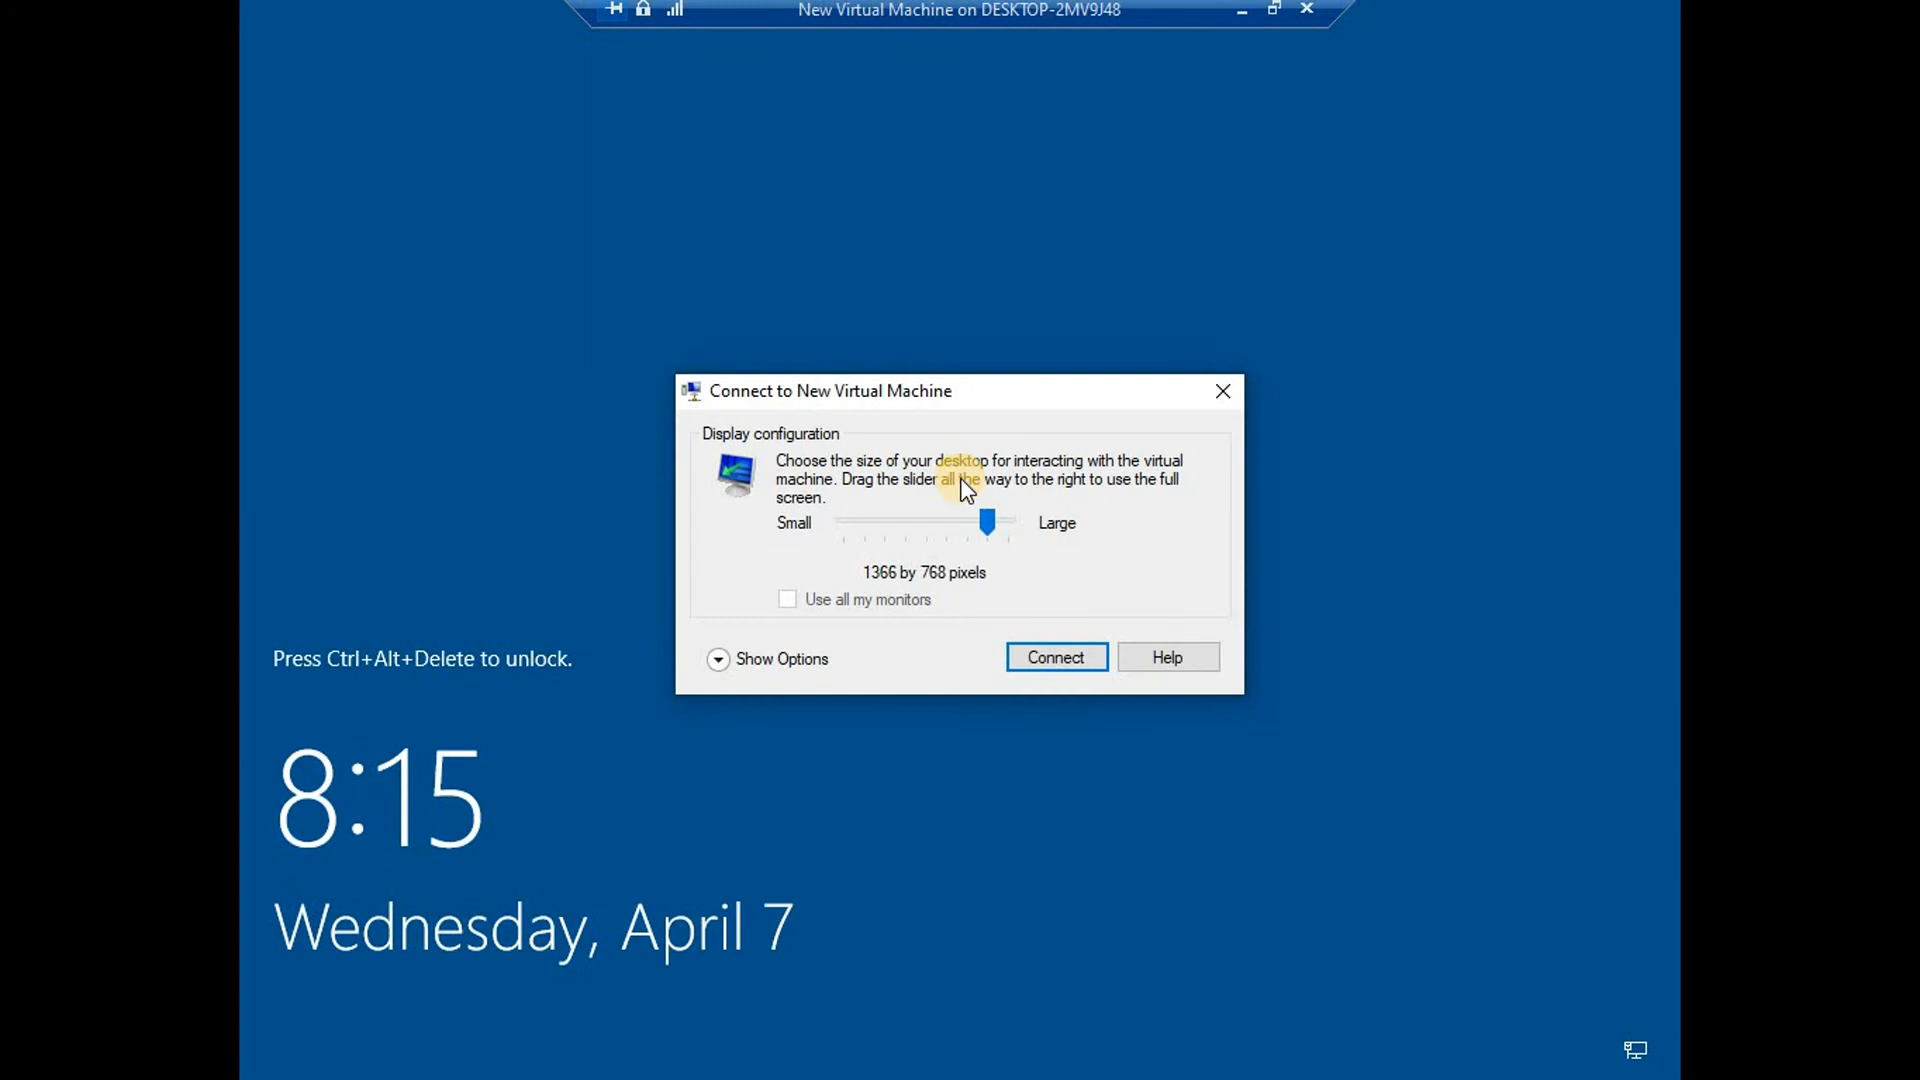 New Virtual Machine on DESKTOP-2MV9J48
Connect to New Virtual Machine
Display configuration
Choose the size of your desktop for interacting with the virtual
machine. Drag the slider all the way to the right to use the full
screen.
Small Large
1366 by 768 pixels
Use all my monitors
Show Options Connect Help
Press Ctrl+Alt+Delete to unlock.
8:15
Wednesday, April 7